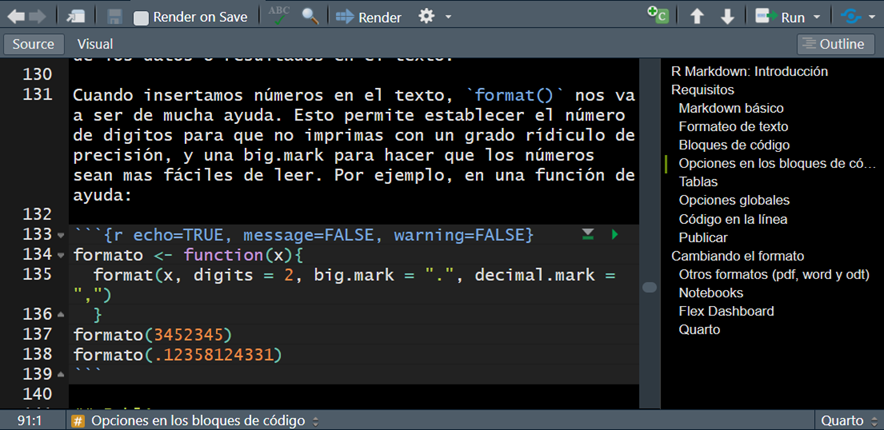 Render on Save
ABC
Render
Run
Source
Visual
Outline
130
131 Cuando insertamos números en el texto, `format()` nos va
a ser de mucha ayuda. Esto permite establecer el número
de digitos para que no imprimas con un grado rídiculo de
precisión, y una big.mark para hacer que los números
sean mas fáciles de leer. Por ejemplo, en una función de
ayuda:
132
133 ```{r echo=TRUE, message=FALSE, warning=FALSE}
134 formato <- function(x){
135   format(x, digits = 2, big.mark = ".", decimal.mark =
",")
136   }
137 formato(3452345)
138 formato(.12358124331)
139 ```
140
R Markdown: Introducción
Requisitos
Markdown básico
Formateo de texto
Bloques de código
Opciones en los bloques de có...
Tablas
Opciones globales
Código en la línea
Publicar
Cambiando el formato
Otros formatos (pdf, word y odt)
Notebooks
Flex Dashboard
Quarto
91:1
# Opciones en los bloques de código
Quarto